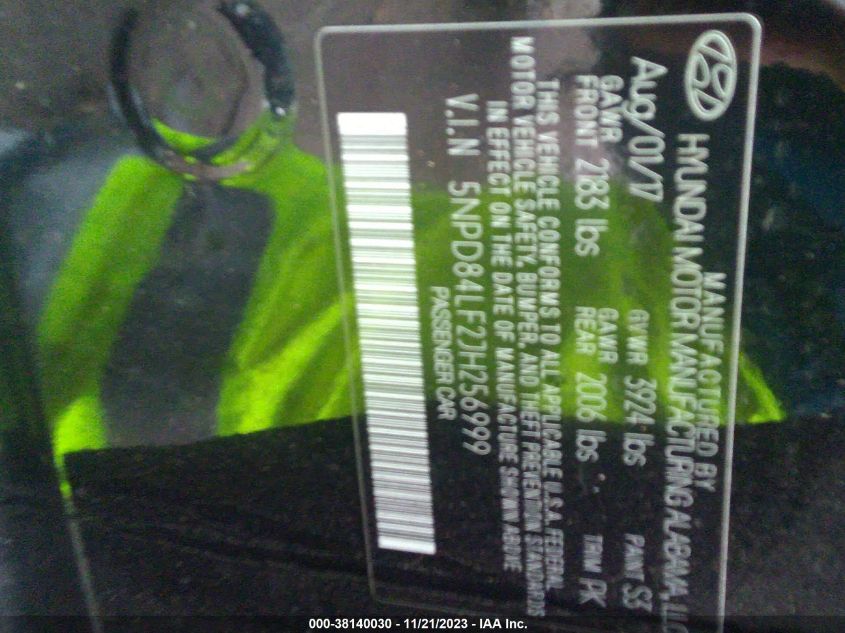 MANUFACTURED BY
HYUNDAI MOTOR MANUFACTURING ALABAMA, LLC
Aug/01/17 GVWR 3924 lbs PAINT S3
GAWR GAWR
FRONT 2183 lbs REAR 2006 lbs TRIM PK
THIS VEHICLE CONFORMS TO ALL APPLICABLE U.S.A FEDERAL
MOTOR VEHICLE SAFETY, BUMPER, AND THEFT PREVENTION STANDARDS
IN EFFECT ON THE DATE OF MANUFACTURE SHOWN ABOVE
V.I.N 5NPD84LF2JH256999
PASSENGER CAR
000-38140030 - 11/21/2023 - IAA Inc.